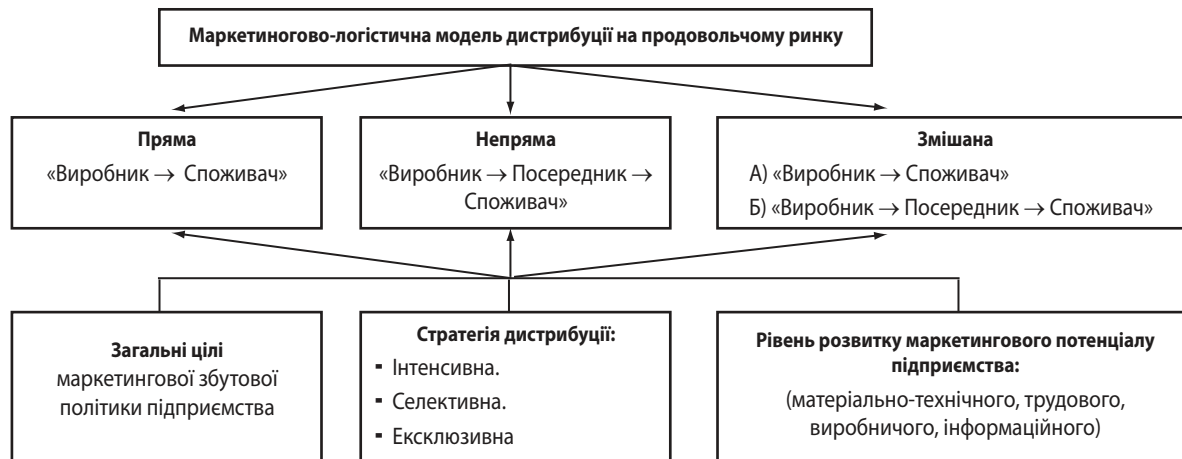 Маркетиногово-логістична модель дистрибуції на продовольчому ринку
Пряма
«Виробник → Споживач»
Непряма
«Виробник → Посередник →
Споживач»
Змішана
А) «Виробник → Споживач»
Б) «Виробник → Посередник → Споживач»
Загальні цілі
маркетингової збутової
політики підприємства
Стратегія дистрибуції:
▪ Інтенсивна.
▪ Селективна.
▪ Ексклюзивна
Рівень розвитку маркетингового потенціалу
підприємства:
(матеріально-технічного, трудового,
виробничого, інформаційного)